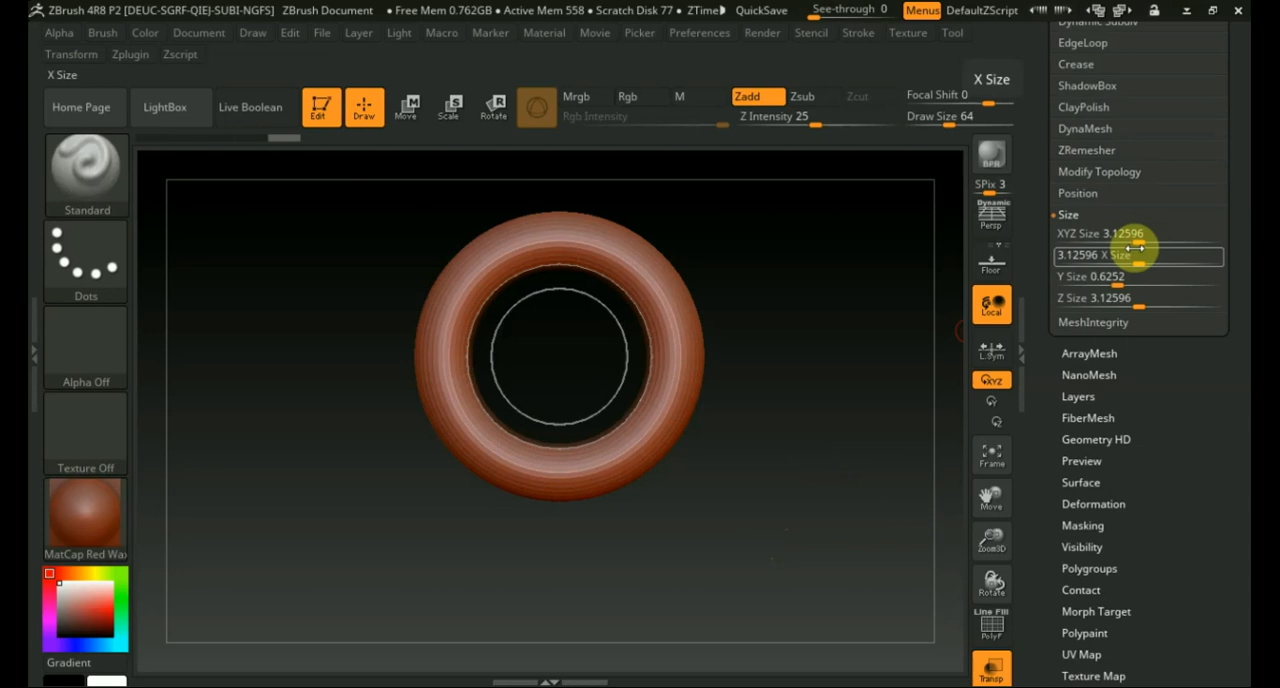 ZBrush 4R8 P2 [DEUC-SGRF-QIEJ-SUBI-NGFS] ZBrush Document • Free Mem 0.762GB • Active Mem 558 • Scratch Disk 77 • ZTime QuickSave See-through 0 Menus DefaultZScript
Alpha Brush Color Document Draw Edit File Layer Light Macro Marker Material Movie Picker Preferences Render Stencil Stroke Texture Tool
Transform Zplugin Zscript
X Size
Home Page LightBox Live Boolean Edit Draw Move Scale Rotate
Mrgb Rgb M Zadd Zsub Zcut Focal Shift 0
Rgb Intensity Z Intensity 25 Draw Size 64
X Size
Standard
Dots
Alpha Off
Texture Off
MatCap Red Wax
Gradient
BPR
SPix 3
Dynamic
Persp
Floor
Local
L.Sym
XYZ
Y
Z
Frame
Move
Zoom3D
Rotate
Line Fill
PolyF
Transp
Dynamic Subdiv
EdgeLoop
Crease
ShadowBox
ClayPolish
DynaMesh
ZRemesher
Modify Topology
Position
Size
XYZ Size 3.12596
3.12596 X Size
Y Size 0.6252
Z Size 3.12596
MeshIntegrity
ArrayMesh
NanoMesh
Layers
FiberMesh
Geometry HD
Preview
Surface
Deformation
Masking
Visibility
Polygroups
Contact
Morph Target
Polypaint
UV Map
Texture Map